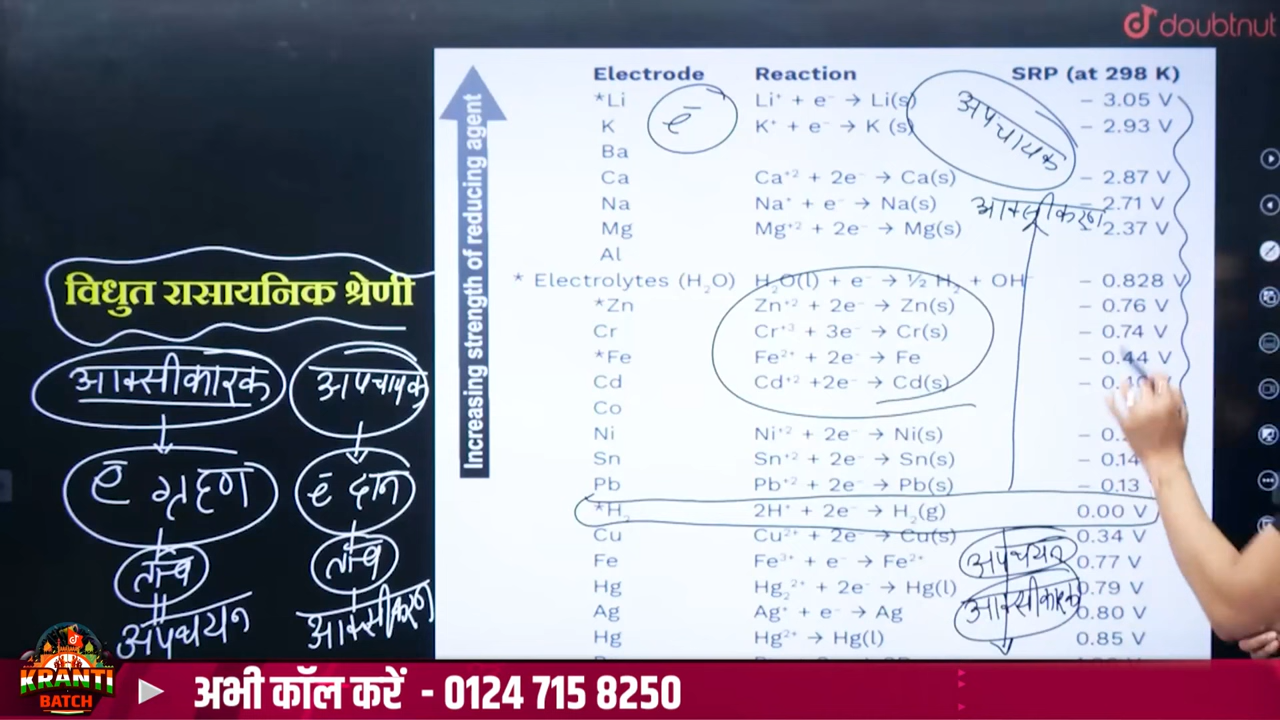 doubtnut
Electrode Reaction SRP (at 298 K)
*Li Li⁺ + e⁻ → Li(s) – 3.05 V
K K⁺ + e⁻ → K (s) – 2.93 V
Ba
Ca Ca⁺² + 2e⁻ → Ca(s) – 2.87 V
Na Na⁺ + e⁻ → Na(s) – 2.71 V
Mg Mg⁺² + 2e⁻ → Mg(s) 2.37 V
Al
* Electrolytes (H₂O) H₂O(l) + e⁻ → ½ H₂ + OH⁻ – 0.828 V
*Zn Zn⁺² + 2e⁻ → Zn(s) – 0.76 V
Cr Cr⁺³ + 3e⁻ → Cr(s) – 0.74 V
*Fe Fe²⁺ + 2e⁻ → Fe – 0.44 V
Cd Cd⁺² +2e⁻ → Cd(s)
Co
Ni Ni⁺² + 2e⁻ → Ni(s)
Sn Sn⁺² + 2e⁻ → Sn(s) – 0.14
Pb Pb⁺² + 2e⁻ → Pb(s) – 0.13
*H₂ 2H⁺ + 2e⁻ → H₂(g) 0.00 V
Cu Cu²⁺ + 2e⁻ → Cu(s) 0.34 V
Fe Fe³⁺ + e⁻ → Fe²⁺ 0.77 V
Hg Hg₂²⁺ + 2e⁻ → Hg(l) 0.79 V
Ag Ag⁺ + e⁻ → Ag 0.80 V
Hg Hg²⁺ → Hg(l) 0.85 V
Increasing strength of reducing agent
e⁻
अपचायक
आक्सीकरण
अपचयन
आक्सीकारक
विधुत रासायनिक श्रेणी
आक्सीकारक अपचायक
e⁻ ग्रहण e⁻ दान
तत्व तत्व
अपचयन आक्सीकरण
KRANTI
BATCH
अभी कॉल करें - 0124 715 8250